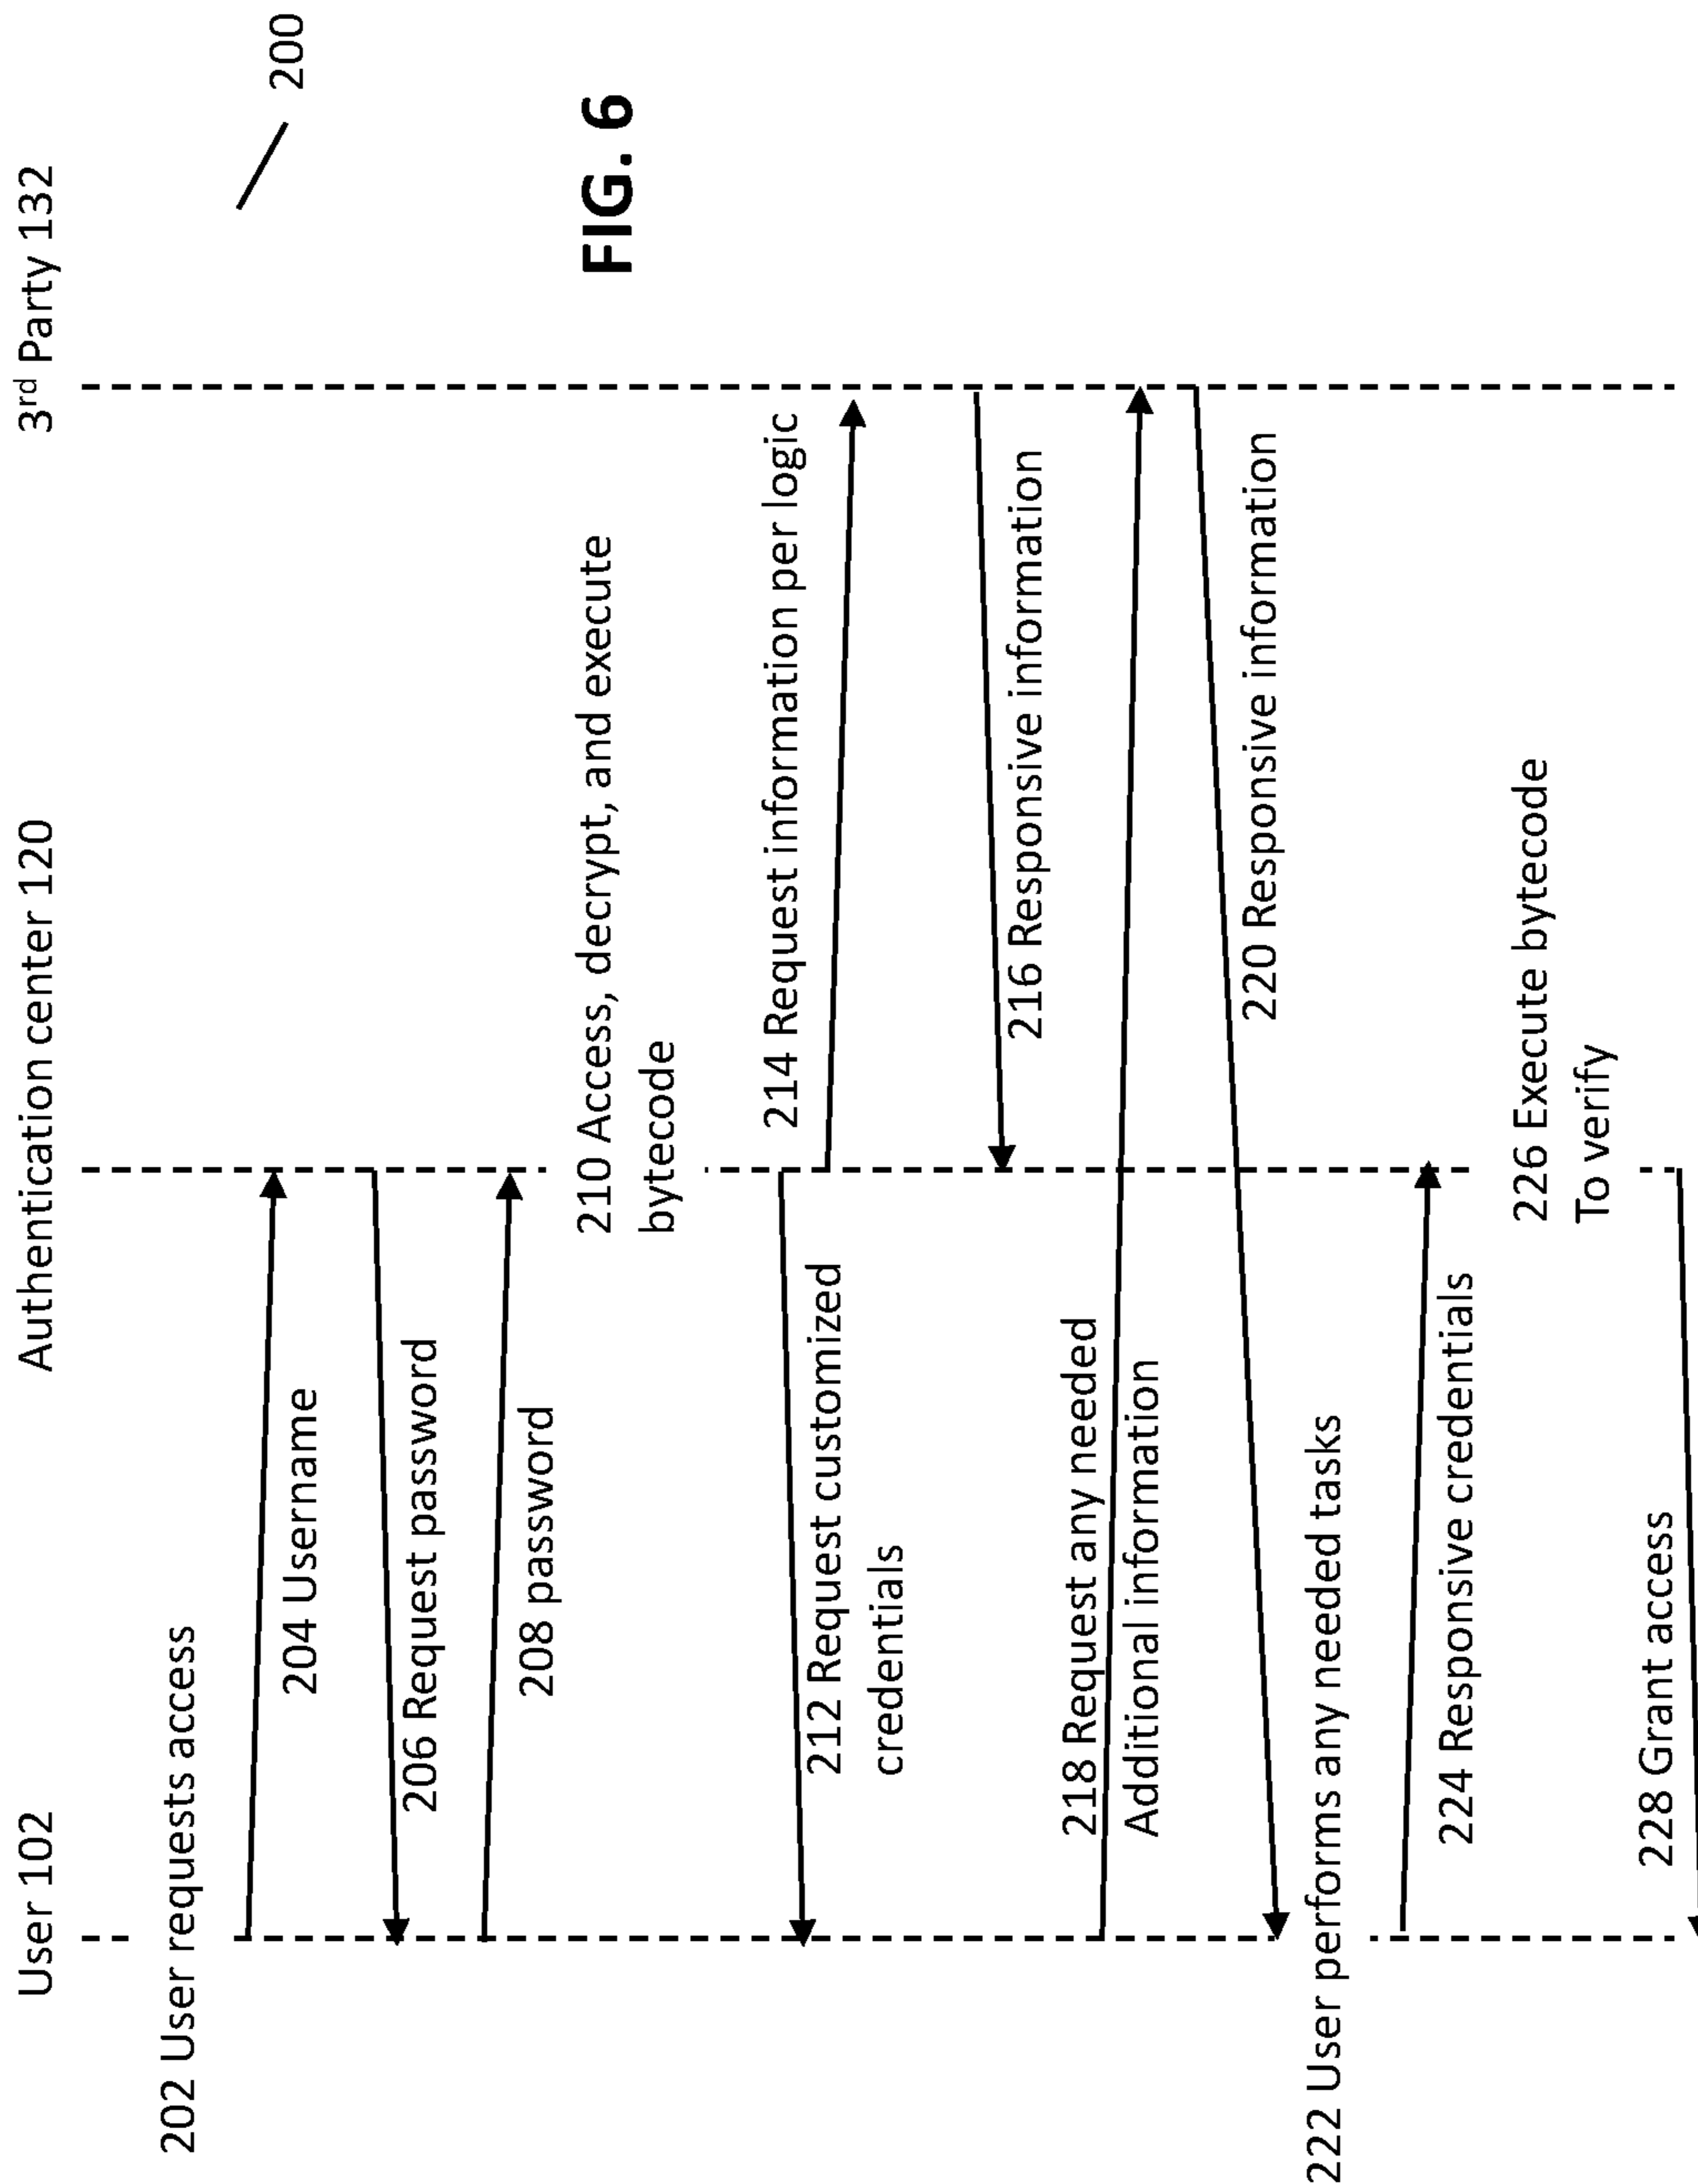 User 102
Authentication center 120
3rd Party 132
200
202 User requests access
204 Username
206 Request password
208 password
FIG. 6
210 Access, decrypt, and execute
bytecode
212 Request customized
credentials
214 Request information per logic
216 Responsive information
218 Request any needed
Additional information
220 Responsive information
222 User performs any needed tasks
224 Responsive credentials
226 Execute bytecode
To verify
228 Grant access